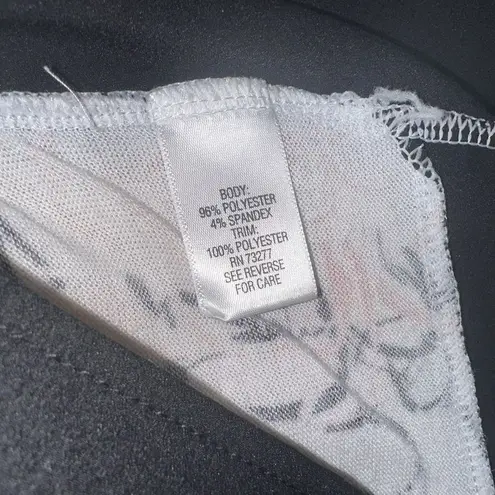 BODY:
96% POLYESTER
4% SPANDEX
TRIM:
100% POLYESTER
RN 73277
SEE REVERSE
FOR CARE